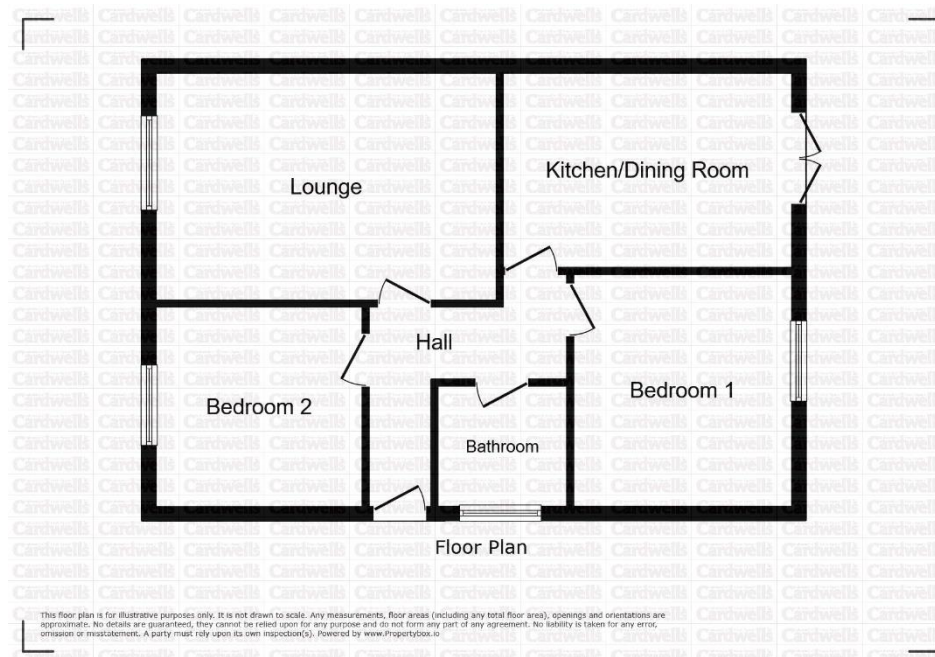 Lounge
Kitchen/Dining Room
Hall
Bedroom 2
Bedroom 1
Bathroom
Floor Plan
This floor plan is for illustrative purposes only. It is not drawn to scale. Any measurements, floor areas (including any total floor area), openings and orientations are
approximate. No details are guaranteed, they cannot be relied upon for any purpose and do not form any part of any agreement. No liability is taken for any error,
omission or misstatement. A party must rely upon its own inspection(s). Powered by www.Propertybox.io
Cardwells